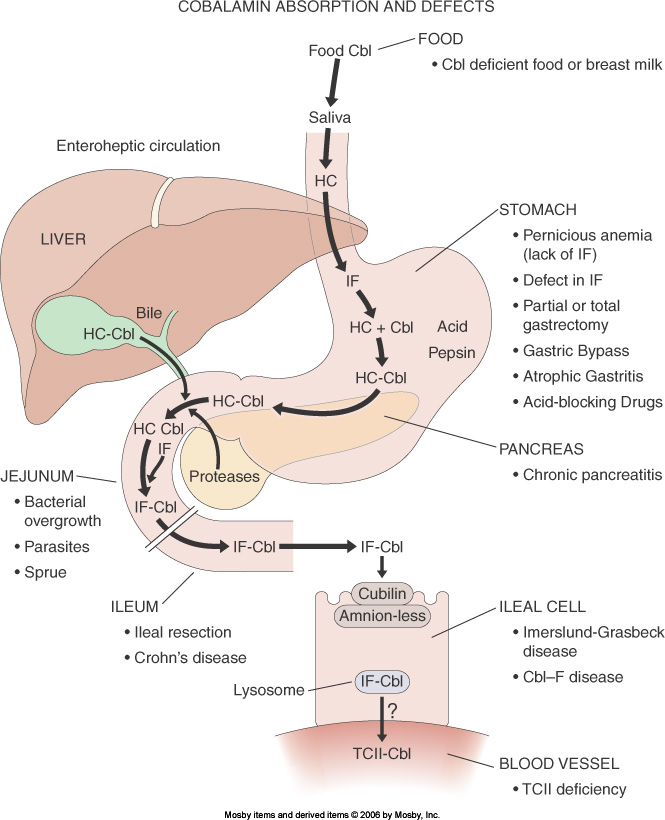 COBALAMIN ABSORPTION AND DEFECTS
Food Cbl
FOOD
• Cbl deficient food or breast milk
Saliva
Enteroheptic circulation
HC
LIVER
STOMACH
• Pernicious anemia
(lack of IF)
• Defect in IF
• Partial or total
gastrectomy
• Gastric Bypass
• Atrophic Gastritis
• Acid-blocking Drugs
IF
HC + Cbl
Acid
Pepsin
HC-Cbl
Bile
HC-Cbl
HC-Cbl
HC Cbl
IF
PANCREAS
• Chronic pancreatitis
Proteases
JEJUNUM
• Bacterial
overgrowth
• Parasites
• Sprue
IF-Cbl
IF-Cbl
IF-Cbl
ILEUM
• Ileal resection
• Crohn's disease
Cubilin
Amnion-less
ILEAL CELL
• Imerslund-Grasbeck
disease
• Cbl–F disease
Lysosome
IF-Cbl
?
TCII-Cbl
BLOOD VESSEL
• TCII deficiency
Mosby items and derived items © 2006 by Mosby, Inc.